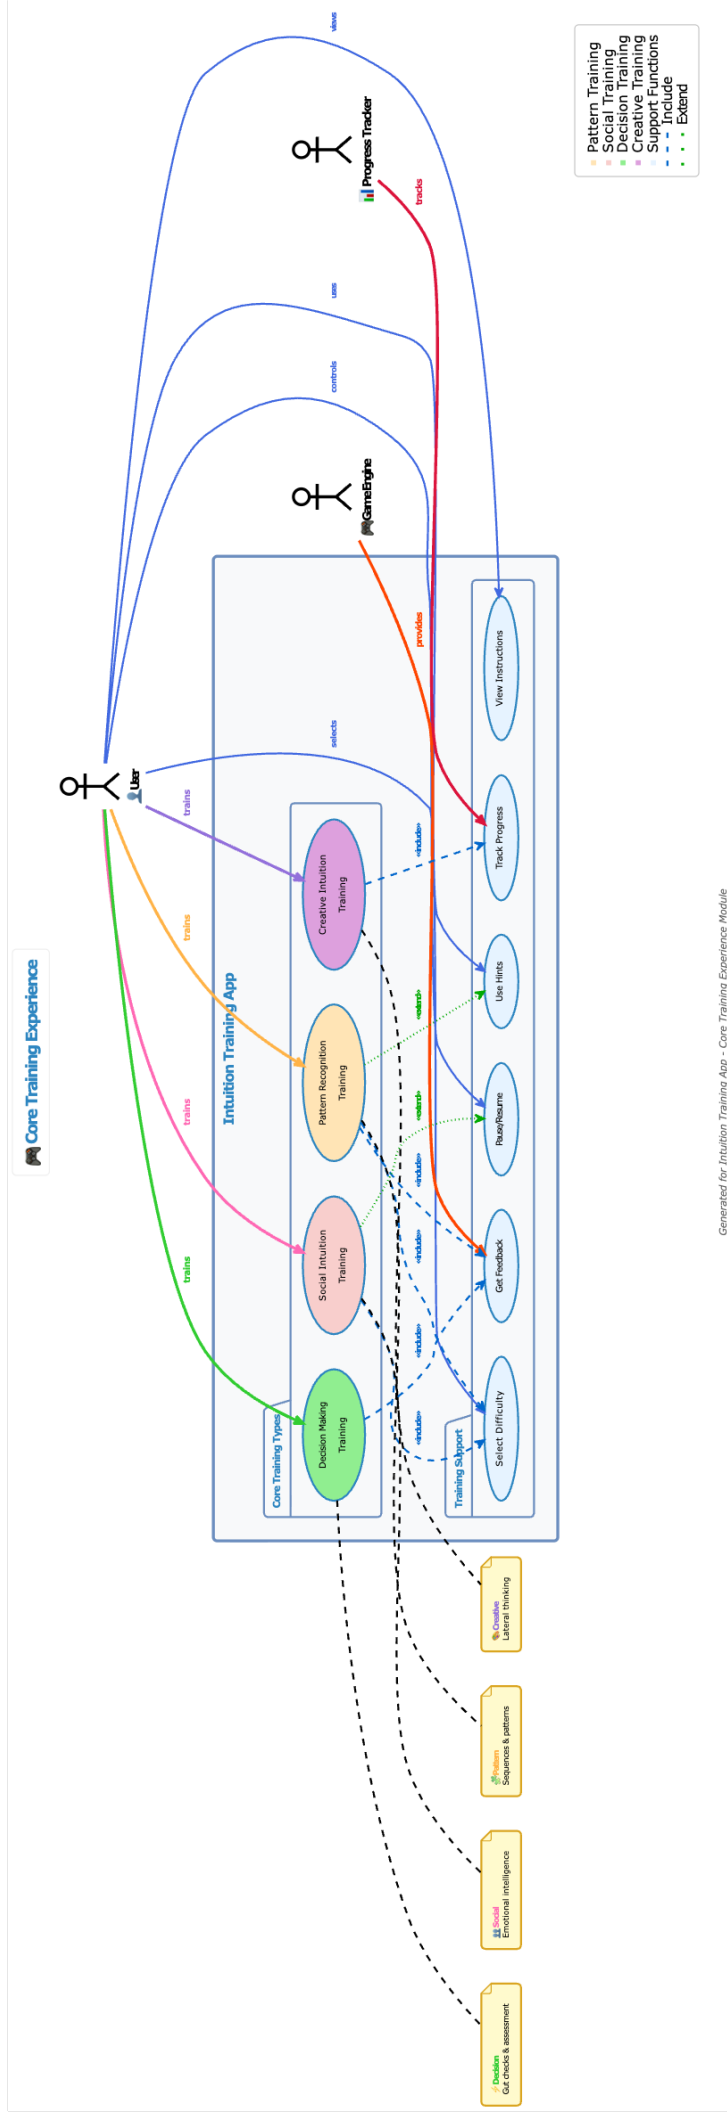 Core Training Experience
User
Progress Tracker
Game Engine
views
uses
controls
selects
tracks
provides
trains
trains
trains
trains
Intuition Training App
Core Training Types
Decision Making
Training
Social Intuition
Training
Pattern Recognition
Training
Creative Intuition
Training
«include»
«include»
«include»
«include»
«extend»
«extend»
«include»
Training Support
Select Difficulty
Get Feedback
Pause/Resume
Use Hints
Track Progress
View Instructions
Decision
Gut checks & assessment
Social
Emotional intelligence
Pattern
Sequences & patterns
Creative
Lateral thinking
Pattern Training
Social Training
Decision Training
Creative Training
Support Functions
Include
Extend
Generated for Intuition Training App - Core Training Experience Module